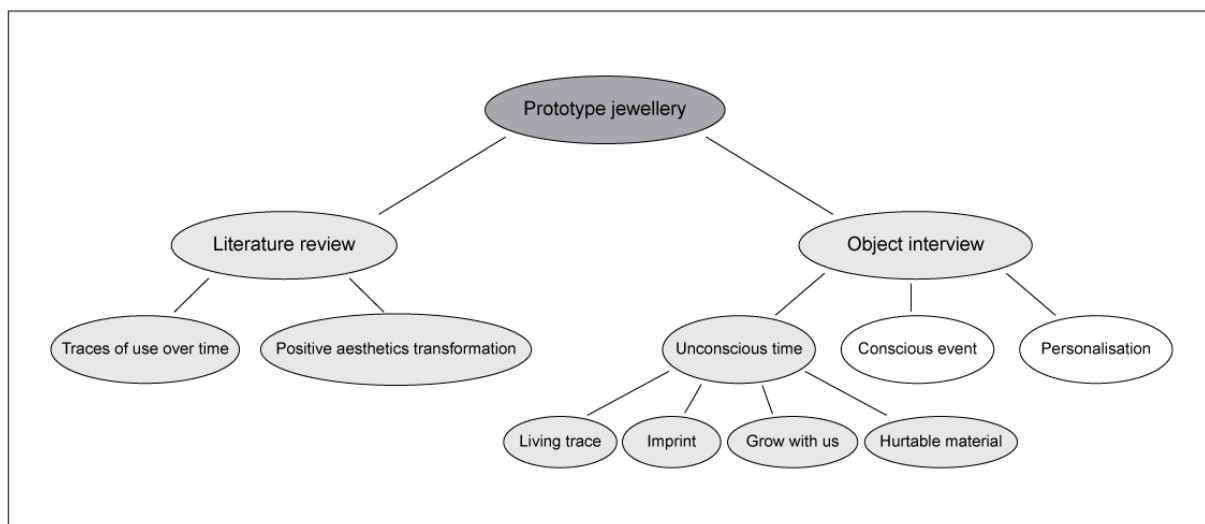 Prototype jewellery
Literature review
Object interview
Traces of use over time
Positive aesthetics transformation
Unconscious time
Conscious event
Personalisation
Living trace
Imprint
Grow with us
Hurtable material